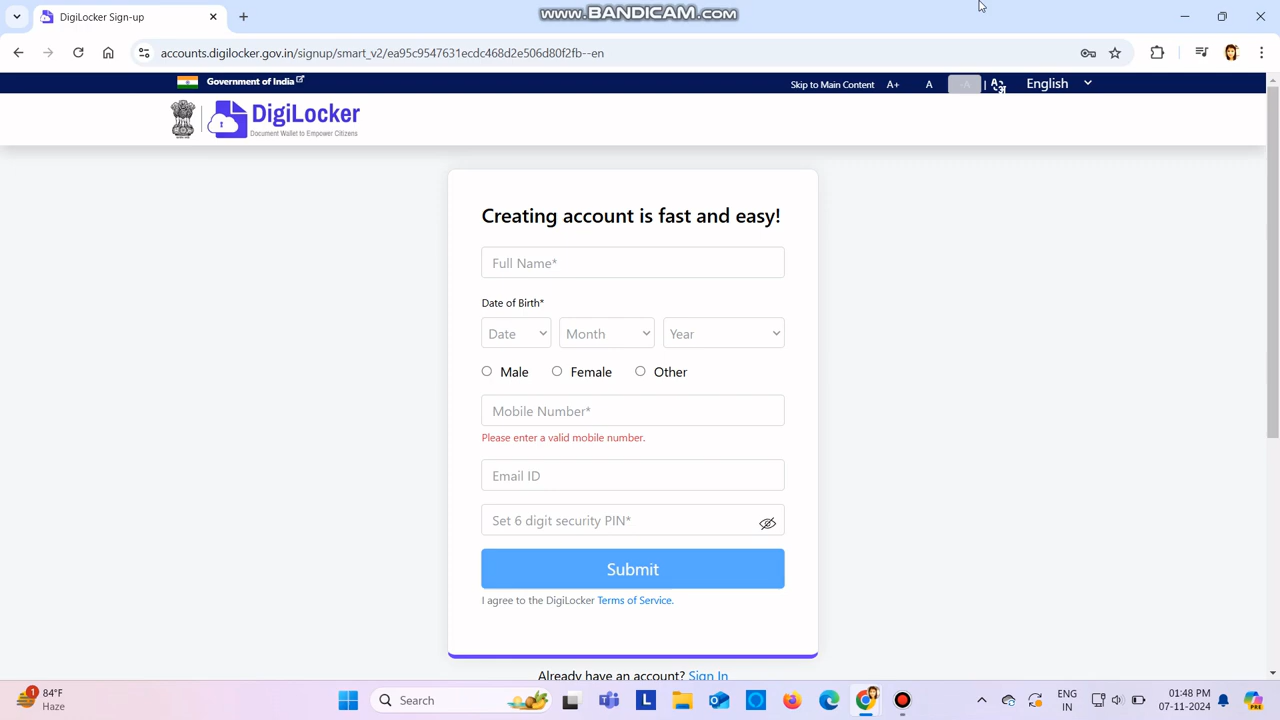 DigiLocker Sign-up
www.BANDICAM.com
accounts.digilocker.gov.in/signup/smart_v2/ea95c9547631ecdc468d2e506d80f2fb--en
Government of India
Skip to Main Content A+ A -A English
DigiLocker
Document Wallet to Empower Citizens
Creating account is fast and easy!
Full Name*
Date of Birth*
Date Month Year
Male Female Other
Mobile Number*
Please enter a valid mobile number.
Email ID
Set 6 digit security PIN*
Submit
I agree to the DigiLocker Terms of Service.
Already have an account? Sign In
1 84°F
Haze
Search
L
ENG
IN
01:48 PM
07-11-2024